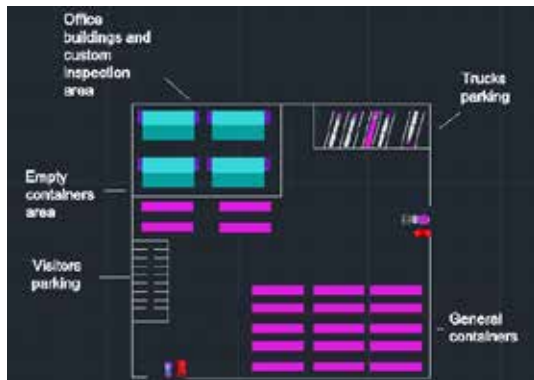 Office
buildings and
custom
inspection
area
Trucks
parking
Empty
containers
area
Visitors
parking
General
containers